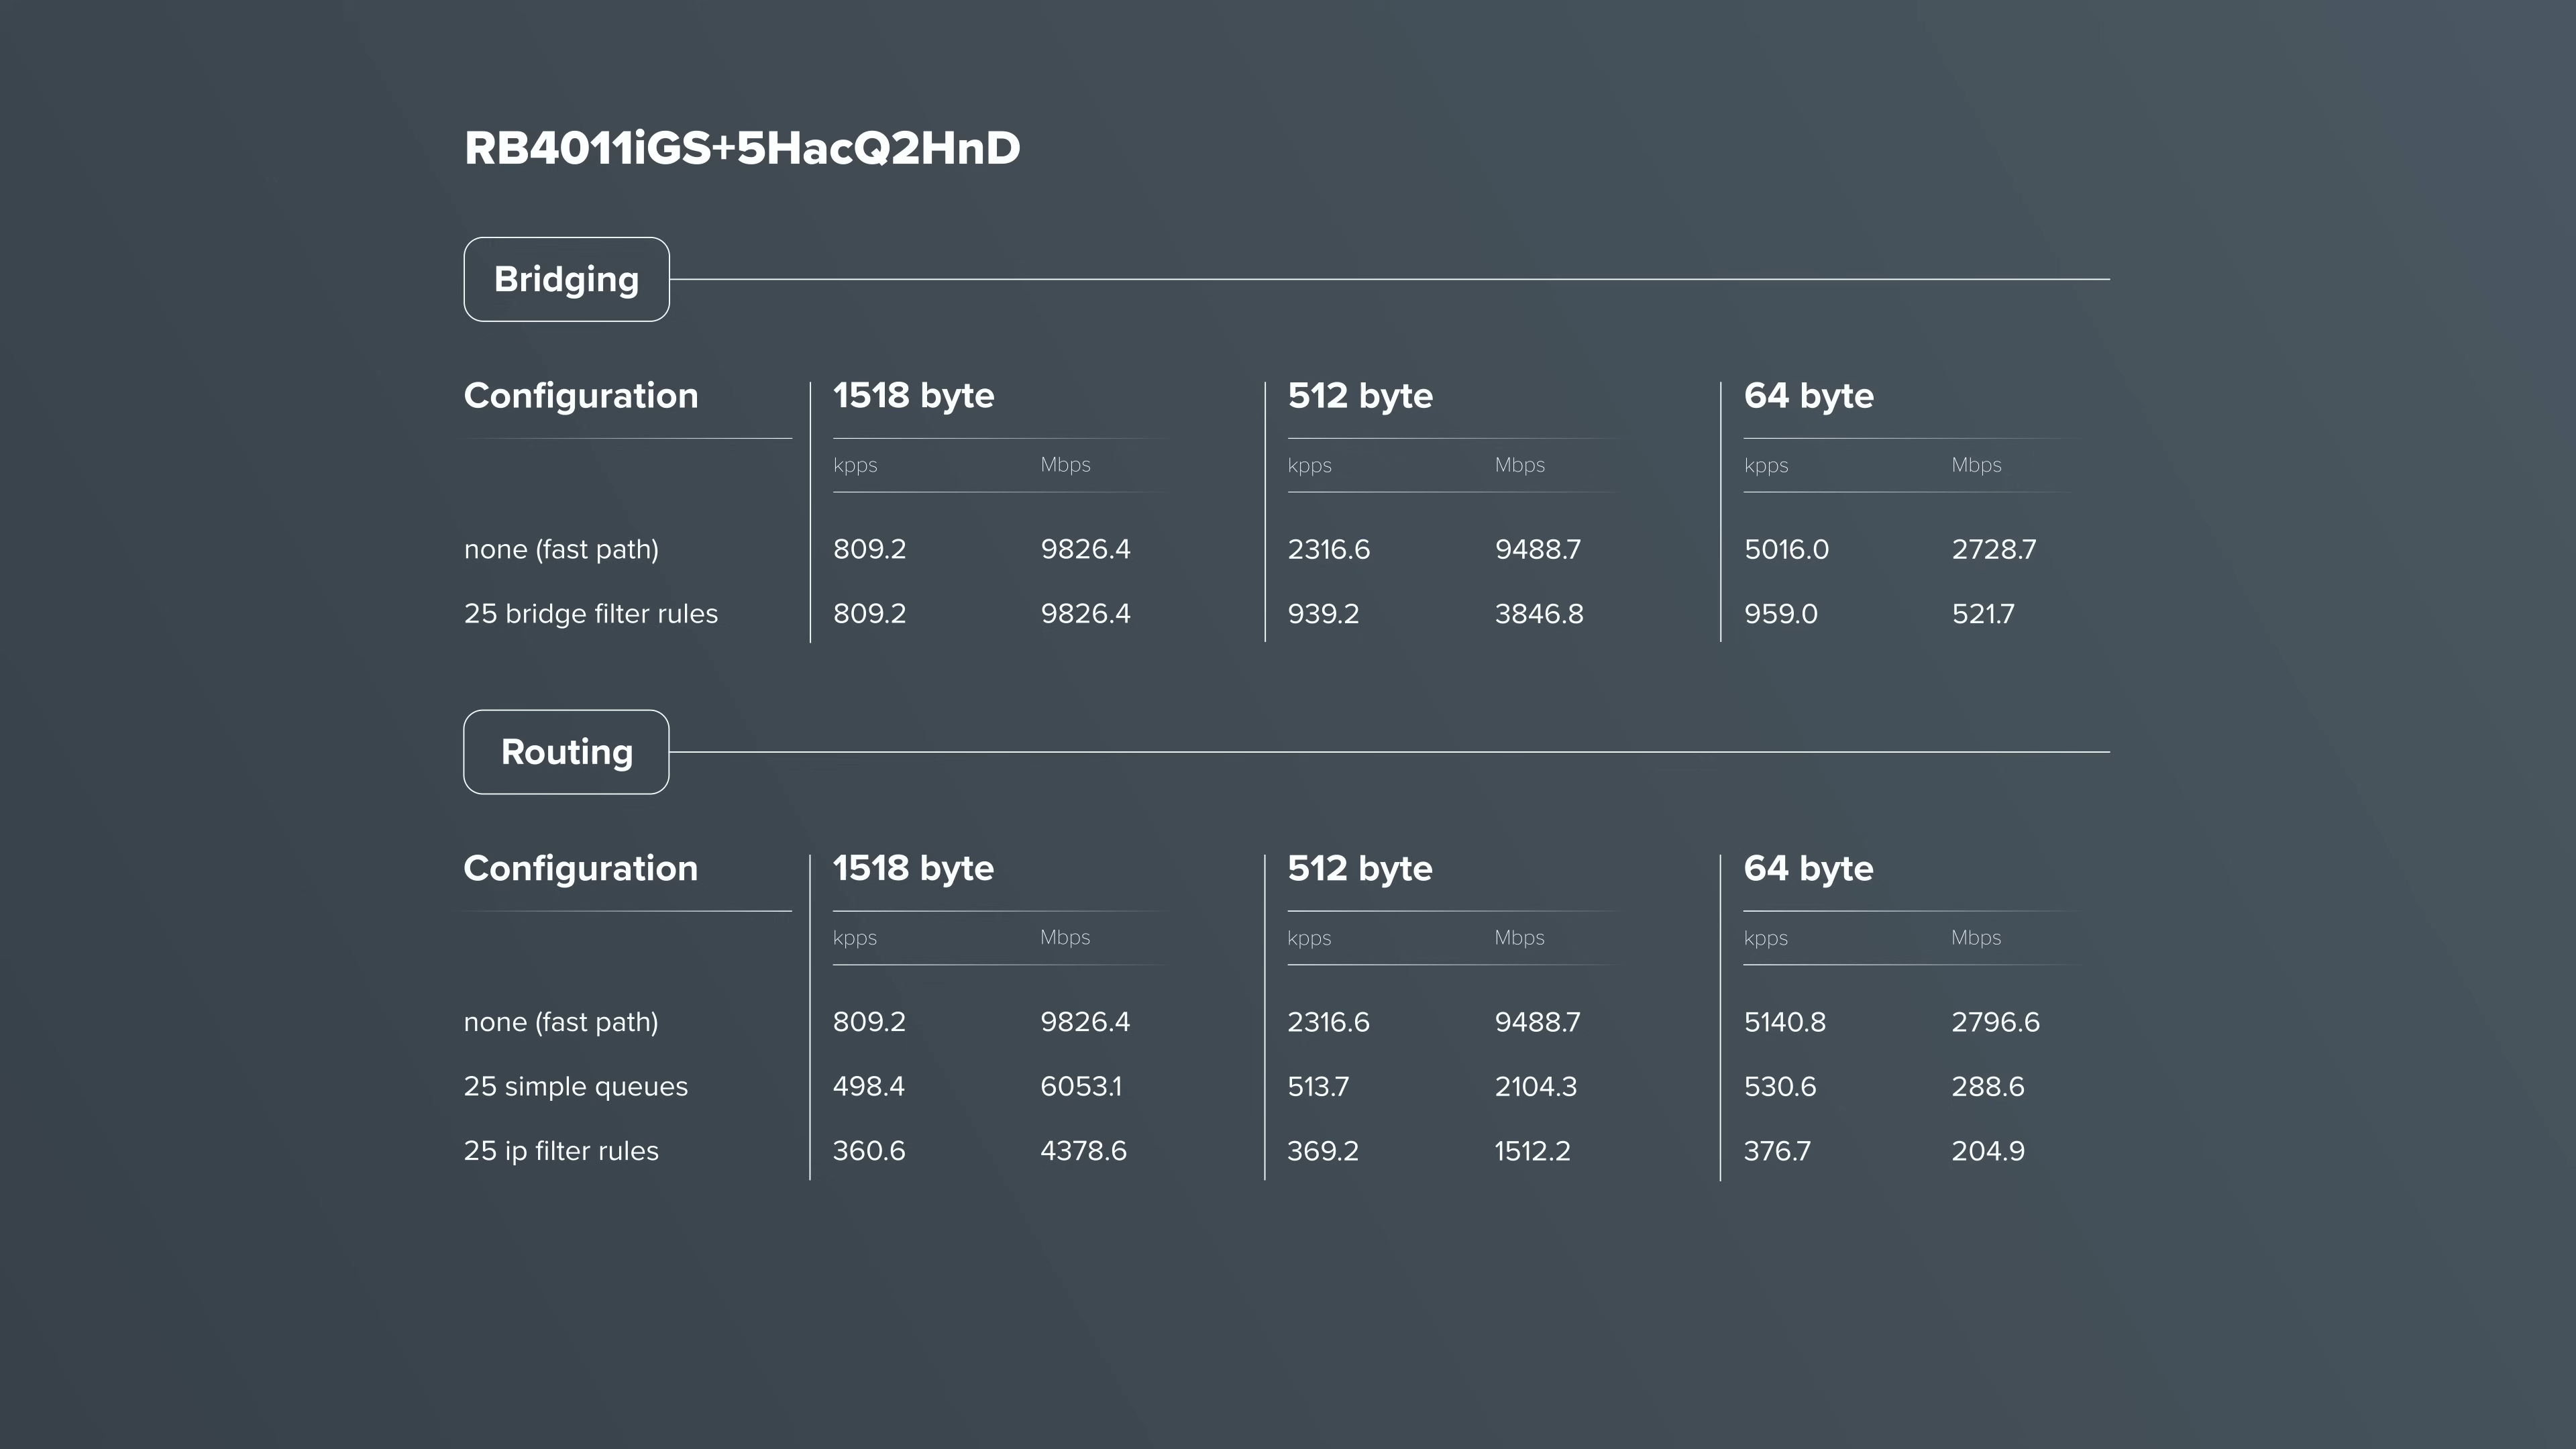 RB4011iGS+5HacQ2HnD
Bridging
Configuration 1518 byte 512 byte 64 byte
kpps Mbps kpps Mbps kpps Mbps
none (fast path) 809.2 9826.4 2316.6 9488.7 5016.0 2728.7
25 bridge filter rules 809.2 9826.4 939.2 3846.8 959.0 521.7
Routing
Configuration 1518 byte 512 byte 64 byte
kpps Mbps kpps Mbps kpps Mbps
none (fast path) 809.2 9826.4 2316.6 9488.7 5140.8 2796.6
25 simple queues 498.4 6053.1 513.7 2104.3 530.6 288.6
25 ip filter rules 360.6 4378.6 369.2 1512.2 376.7 204.9